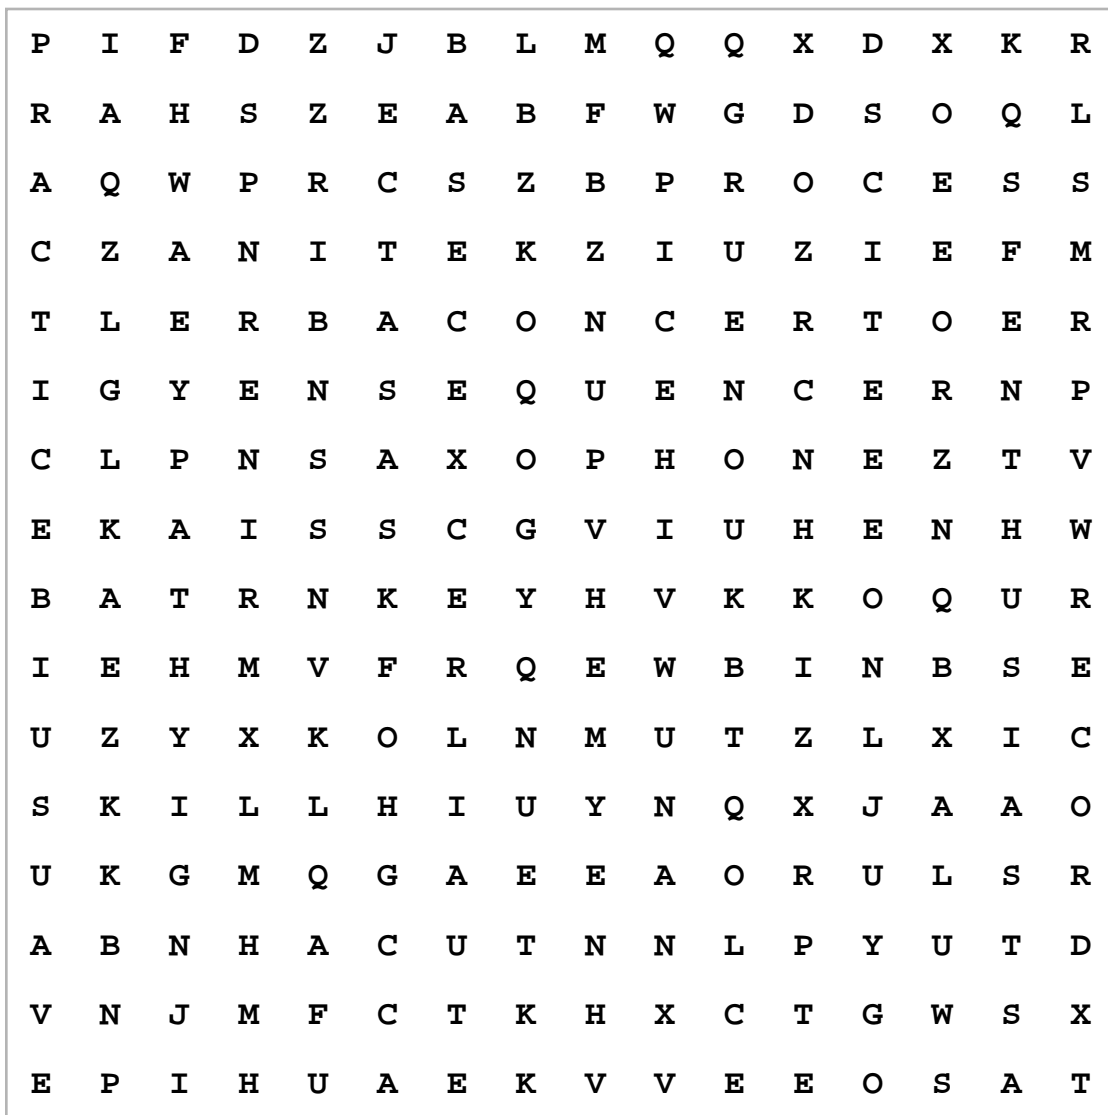 P I F D Z J B L M Q Q X D X K R
R A H S Z E A B F W G D S O Q L
A Q W P R C S Z B P R O C E S S
C Z A N I T E K Z I U Z I E F M
T L E R B A C O N C E R T O E R
I G Y E N S E Q U E N C E R N P
C L P N S A X O P H O N E Z T V
E K A I S S C G V I U H E N H W
B A T R N K E Y H V K K O Q U R
I E H M V F R Q E W B I N B S E
U Z Y X K O L N M U T Z L X I C
S K I L L H I U Y N Q X J A A O
U K G M Q G A E E A O R U L S R
A B N H A C U T N N L P Y U T D
V N J M F C T K H X C T G W S X
E P I H U A E K V V E E O S A T